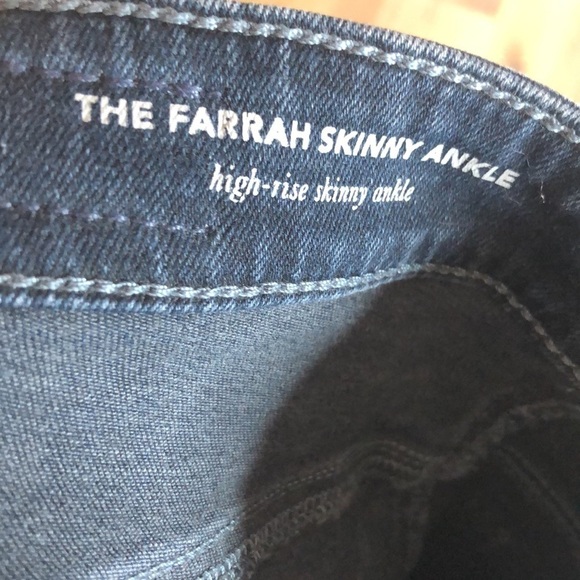 THE FARRAH SKINNY ANKLE
high-rise skinny ankle